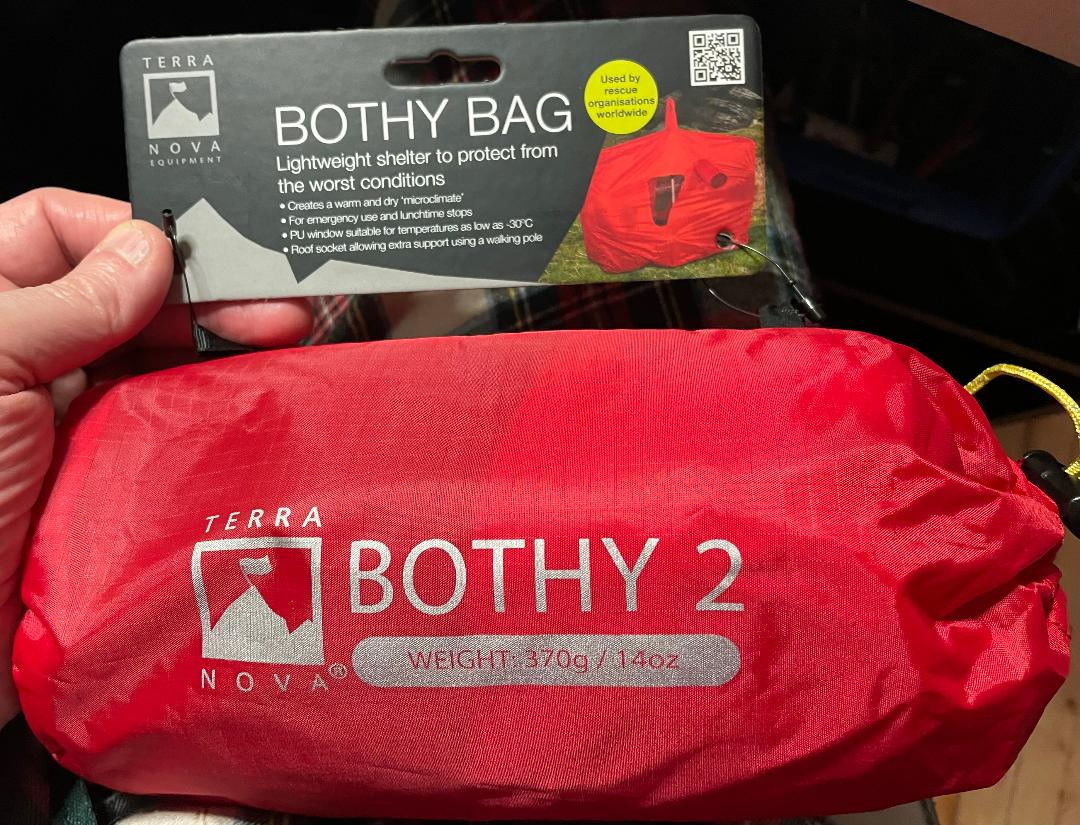 TERRA
NOVA
EQUIPMENT
BOTHY BAG
Lightweight shelter to protect from
the worst conditions
• Creates a warm and dry 'microclimate'
• For emergency use and lunchtime stops
• PU window suitable for temperatures as low as -30°C
• Roof socket allowing extra support using a walking pole
Used by
rescue
organisations
worldwide
TERRA
NOVA®
BOTHY 2
WEIGHT: 370g / 14oz